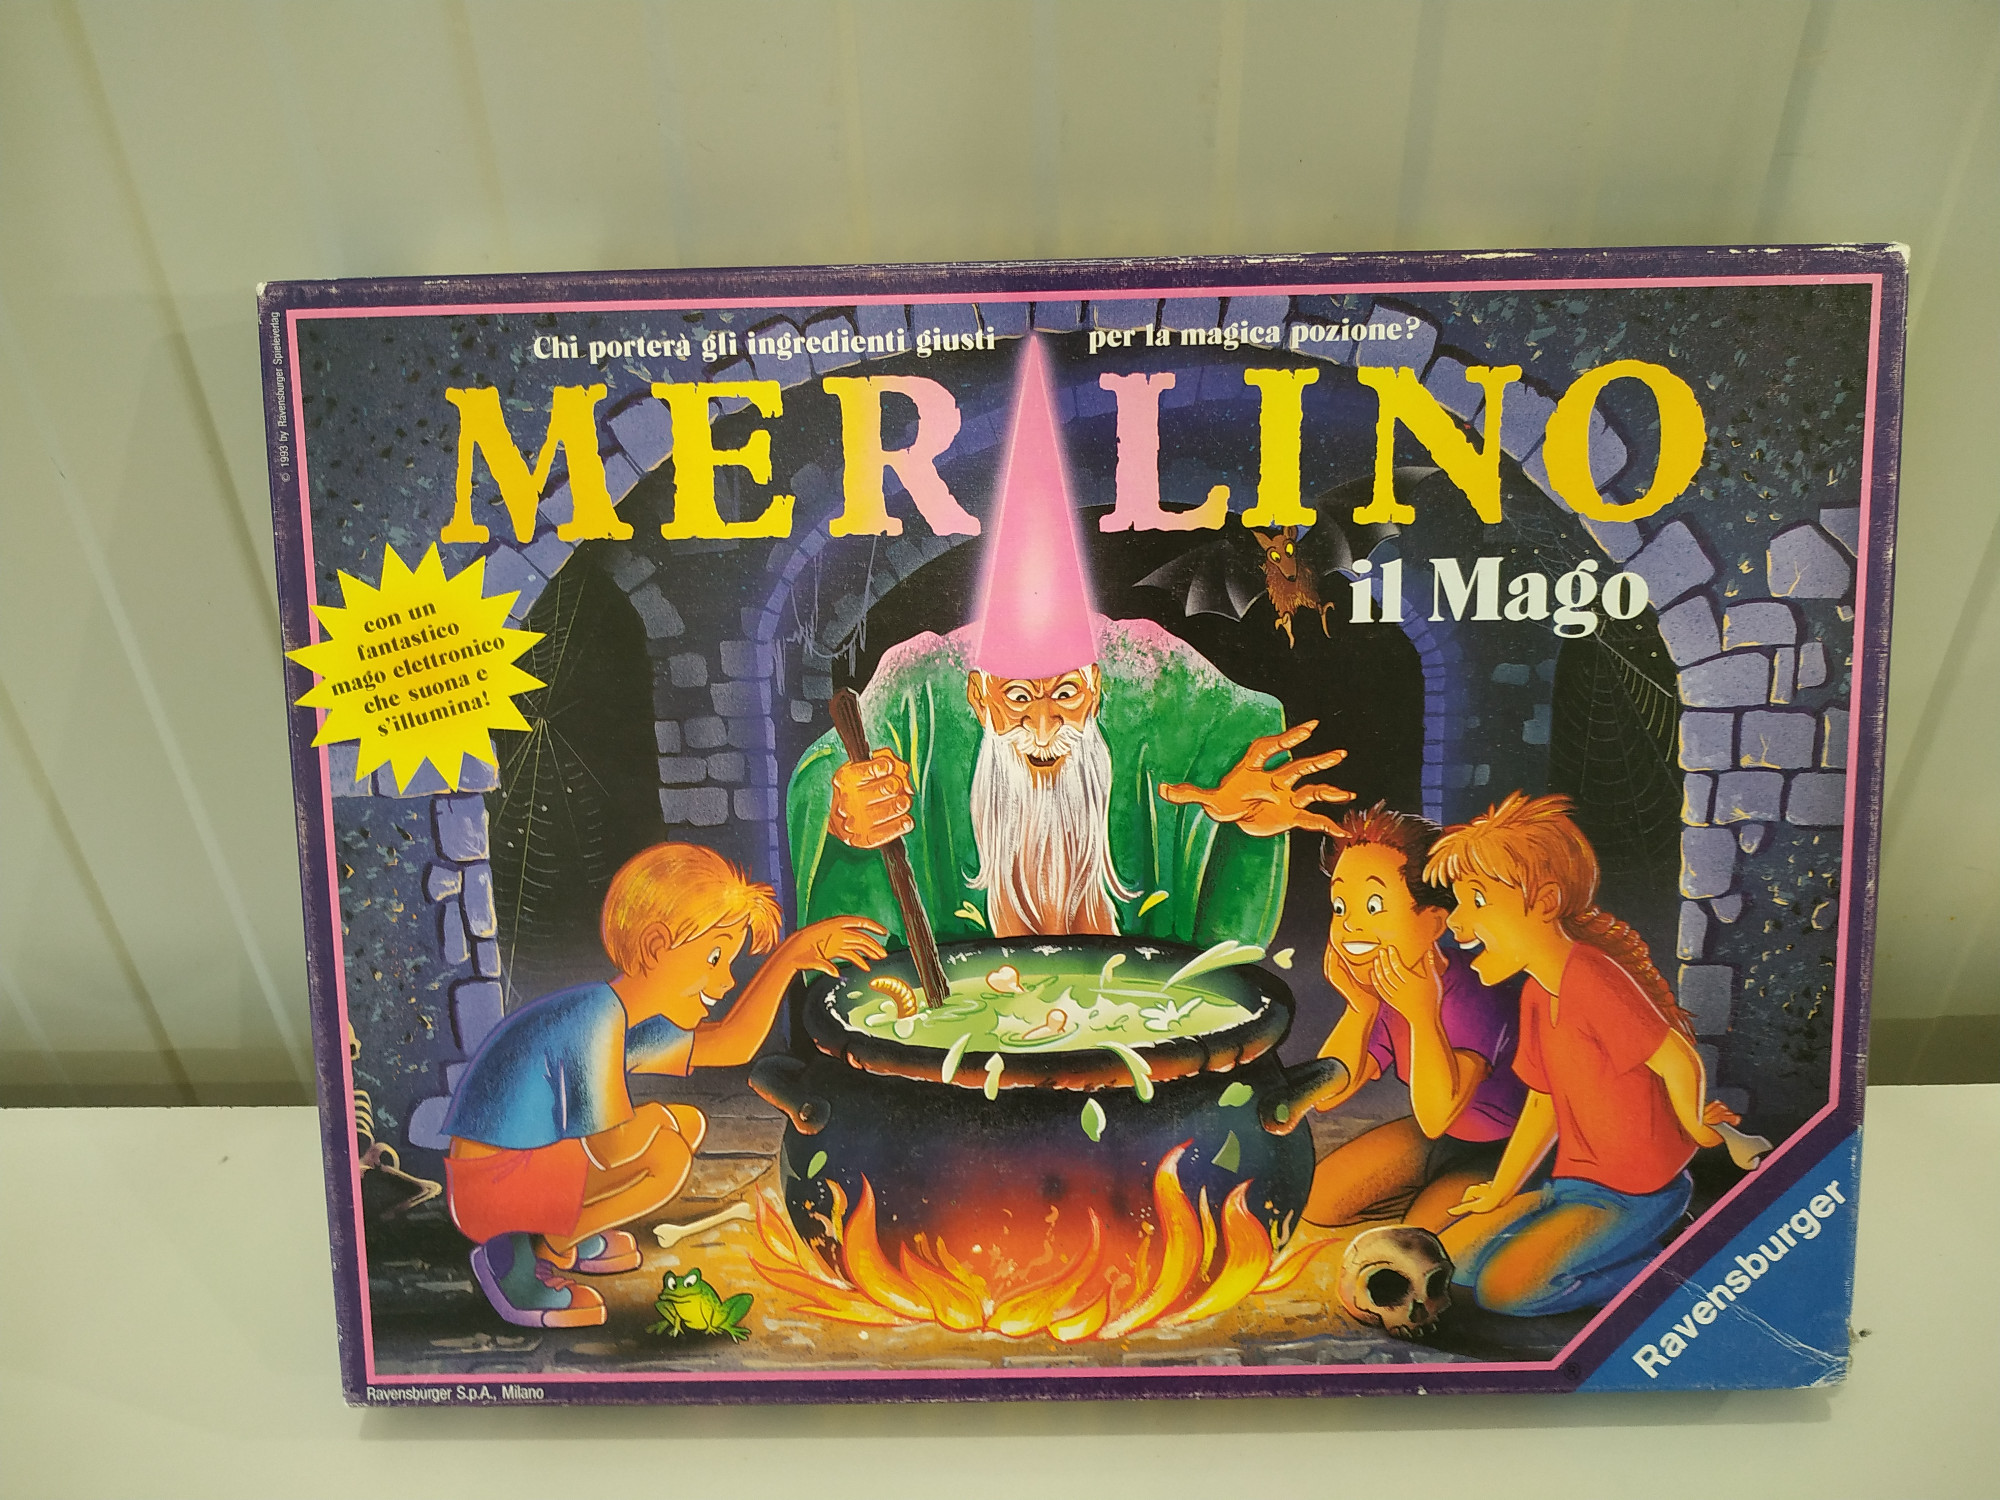 Chi porterà gli ingredienti giusti per la magica pozione?
MERLINO
il Mago
con un
fantastico
mago elettronico
che suona e
s'illumina!
© 1993 by Ravensburger Spieleverlag
Ravensburger S.p.A., Milano
®
Ravensburger